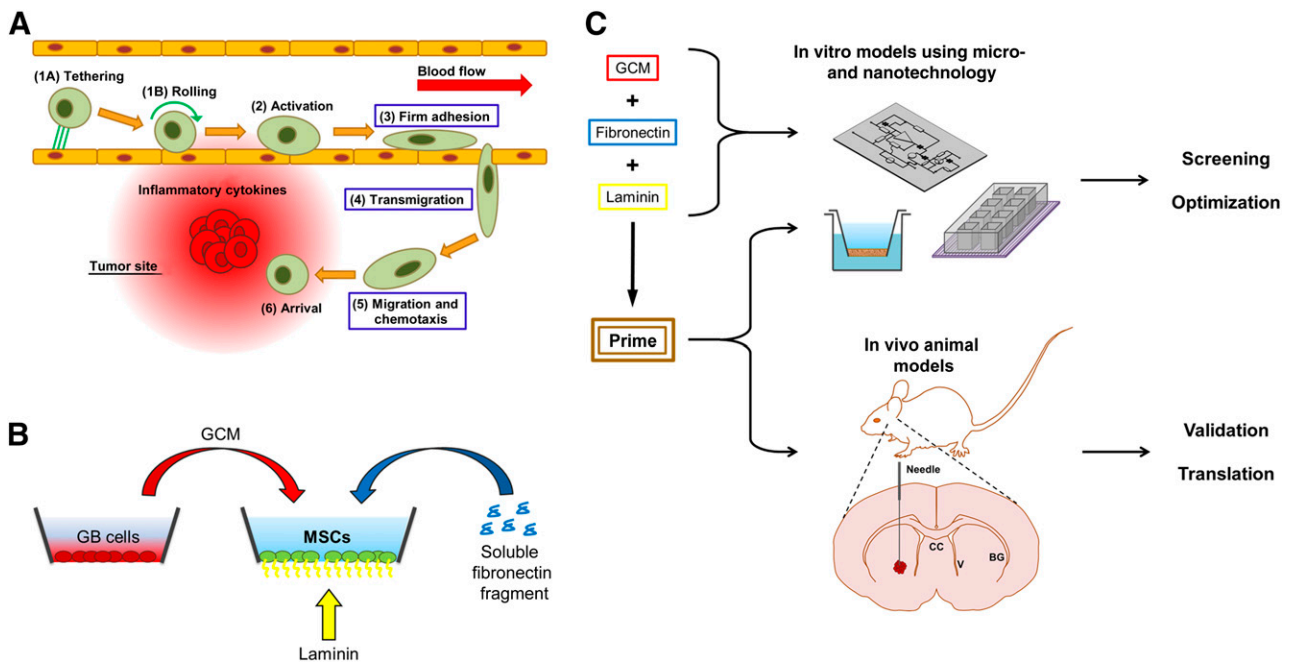 A
(1A) Tethering
(1B) Rolling
(2) Activation
Blood flow
(3) Firm adhesion
Inflammatory cytokines
(4) Transmigration
Tumor site
(5) Migration and
chemotaxis
(6) Arrival
B
GCM
GB cells
MSCs
Soluble
fibronectin
fragment
Laminin
C
GCM
+
Fibronectin
+
Laminin
Prime
In vitro models using micro-
and nanotechnology
Screening
Optimization
In vivo animal
models
Needle
CC
V
BG
Validation
Translation